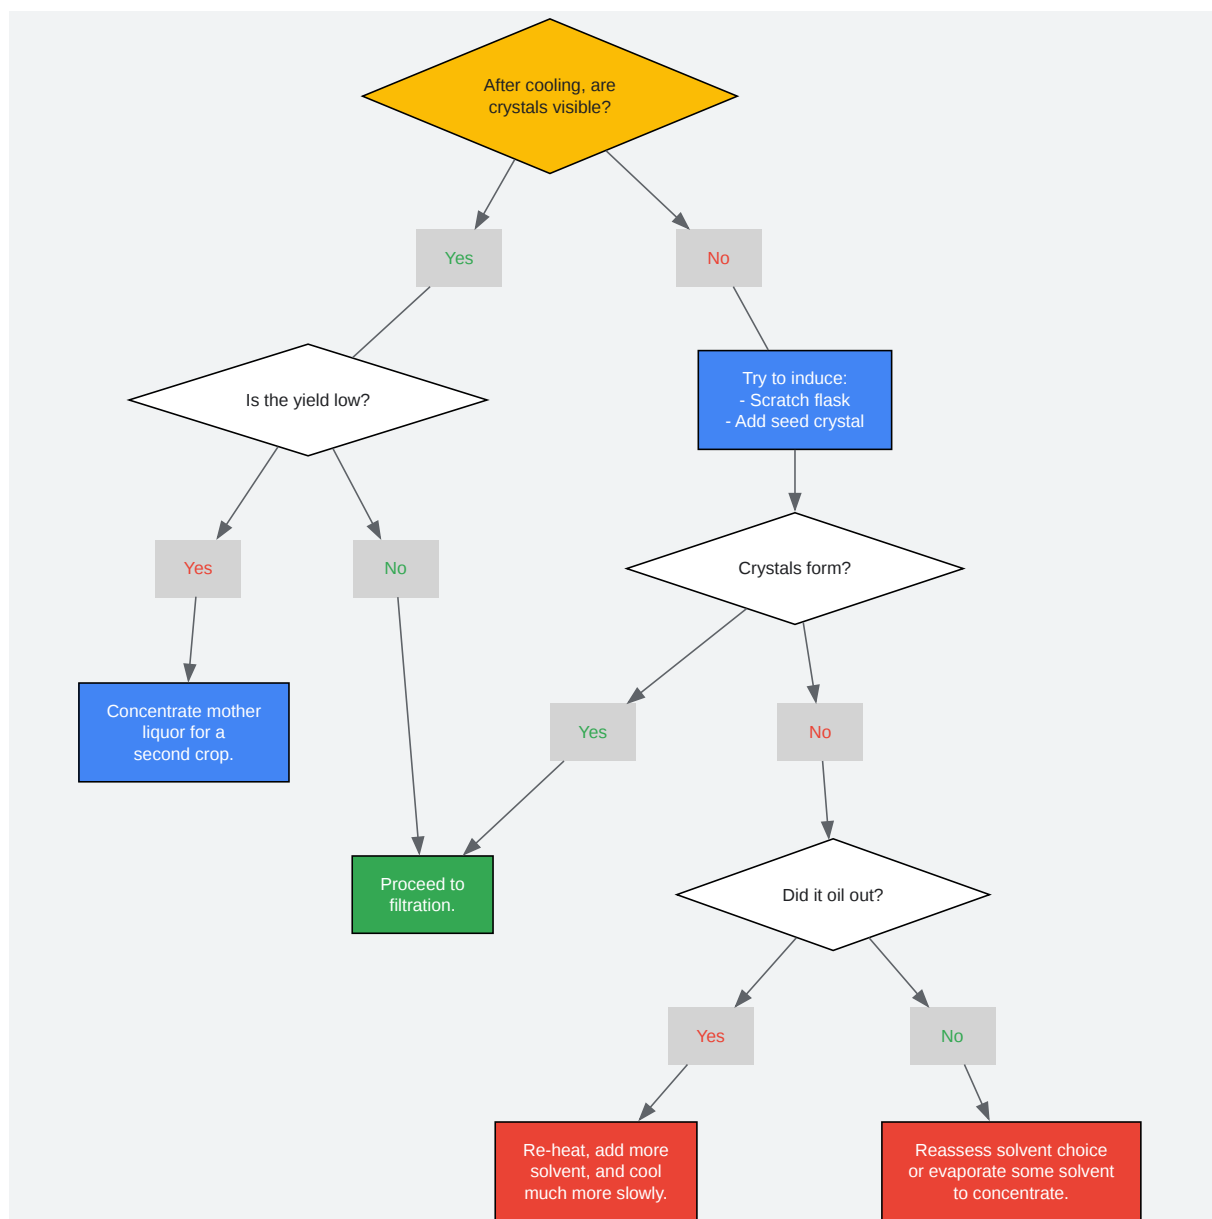 After cooling, are
crystals visible?
Yes
No
Is the yield low?
Try to induce:
- Scratch flask
- Add seed crystal
Yes
No
Crystals form?
Concentrate mother
liquor for a
second crop.
Yes
No
Proceed to
filtration.
Did it oil out?
Yes
No
Re-heat, add more
solvent, and cool
much more slowly.
Reassess solvent choice
or evaporate some solvent
to concentrate.